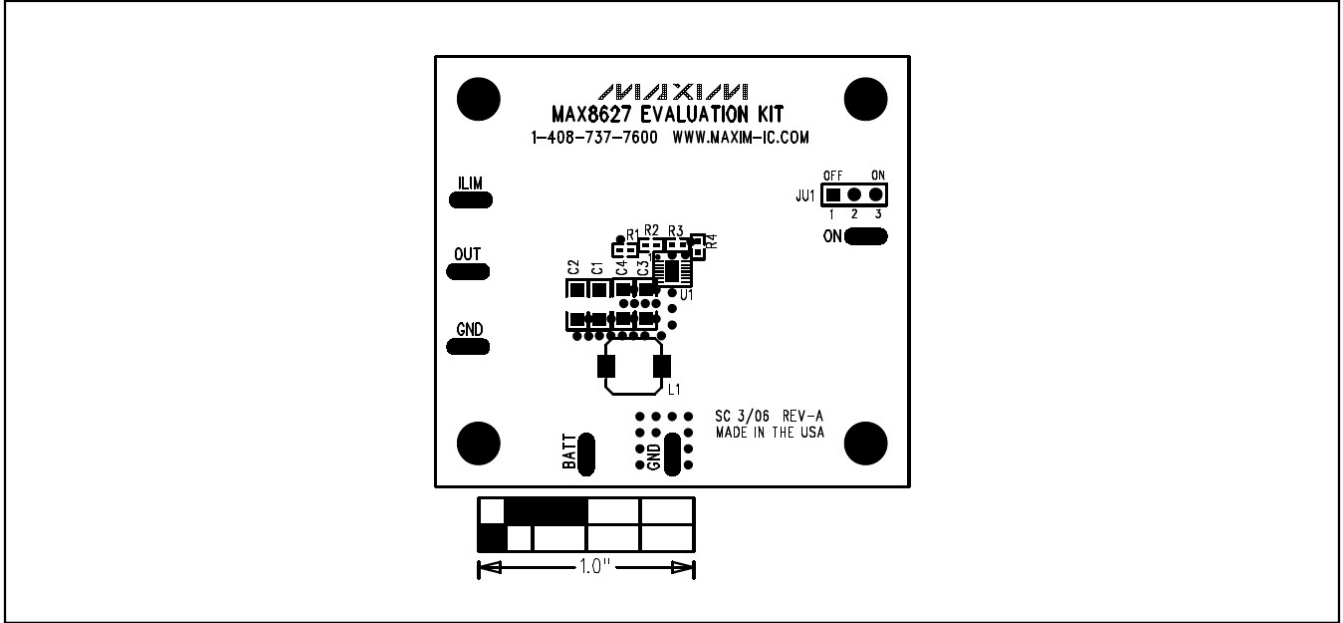 MAXIM
MAX8627 EVALUATION KIT
1-408-737-7600 WWW.MAXIM-IC.COM
ILIM
OFF ON
JU1
1 2 3
ON
R1 R2 R3 R4
OUT
C2 C1 C4 C3
1
U1
GND
L1
SC 3/06 REV-A
MADE IN THE USA
BATT
GND
1.0"